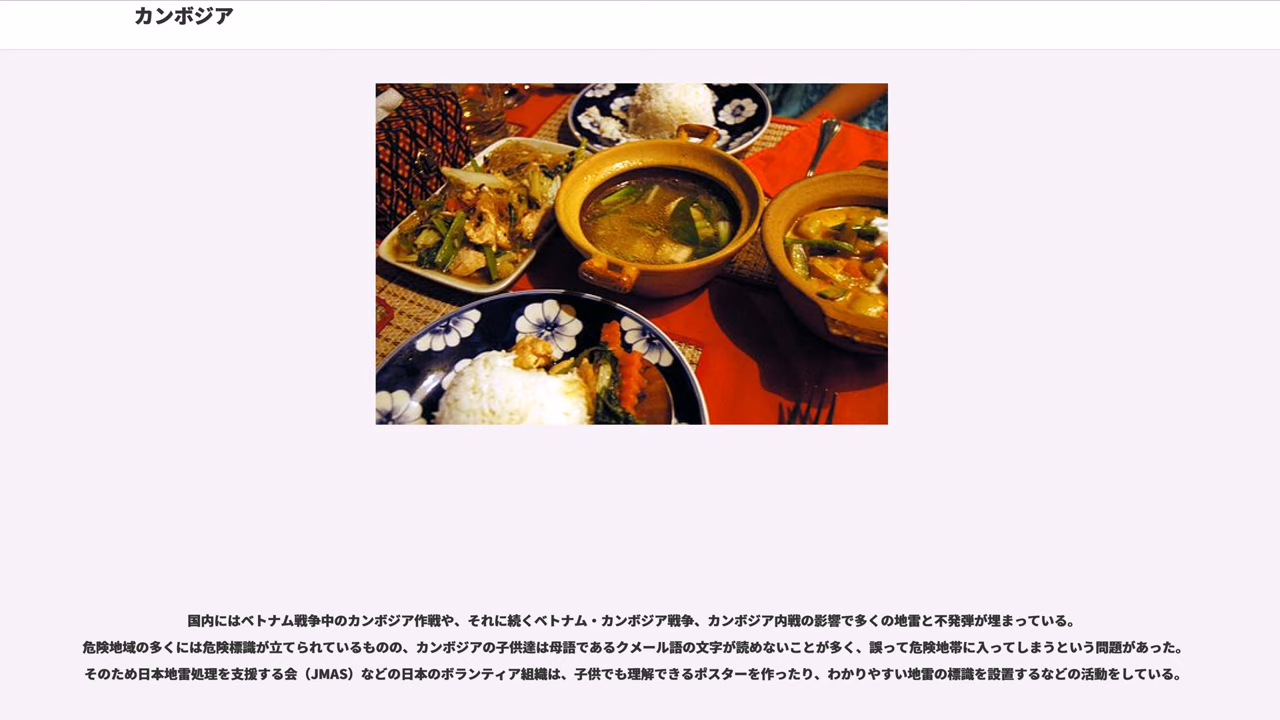 カンボジア
国内にはベトナム戦争中のカンボジア作戦や、それに続くベトナム・カンボジア戦争、カンボジア内戦の影響で多くの地雷と不発弾が埋まっている。
危険地域の多くには危険標識が立てられているものの、カンボジアの子供達は母語であるクメール語の文字が読めないことが多く、誤って危険地帯に入ってしまうという問題があった。
そのため日本地雷処理を支援する会（JMAS）などの日本のボランティア組織は、子供でも理解できるポスターを作ったり、わかりやすい地雷の標識を設置するなどの活動をしている。